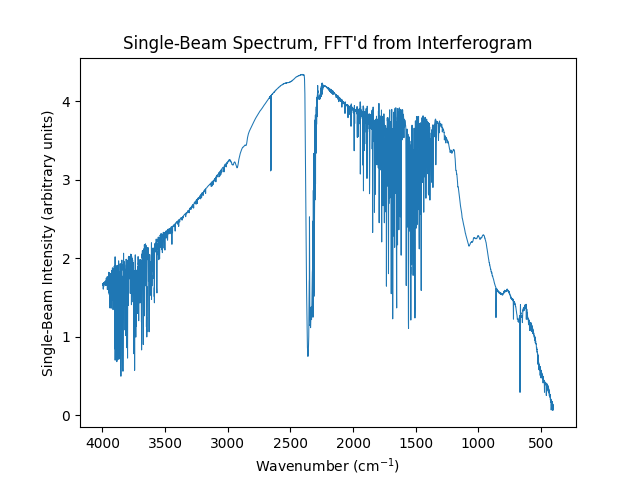 Single-Beam Spectrum, FFT'd from Interferogram
Single-Beam Intensity (arbitrary units)
4
3
2
1
0
4000 3500 3000 2500 2000 1500 1000 500
Wavenumber (cm⁻¹)